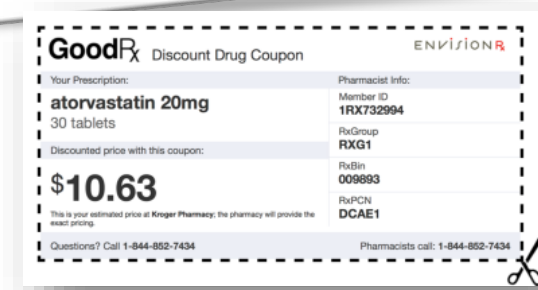 GoodRx Discount Drug Coupon
ENVISIONR
Your Prescription:
atorvastatin 20mg
30 tablets
Discounted price with this coupon:
$10.63
This is your estimated price at Kroger Pharmacy; the pharmacy will provide the
exact pricing.
Pharmacist Info:
Member ID
1RX732994
RxGroup
RXG1
RxBin
009893
RxPCN
DCAE1
Questions? Call 1-844-852-7434
Pharmacists call: 1-844-852-7434